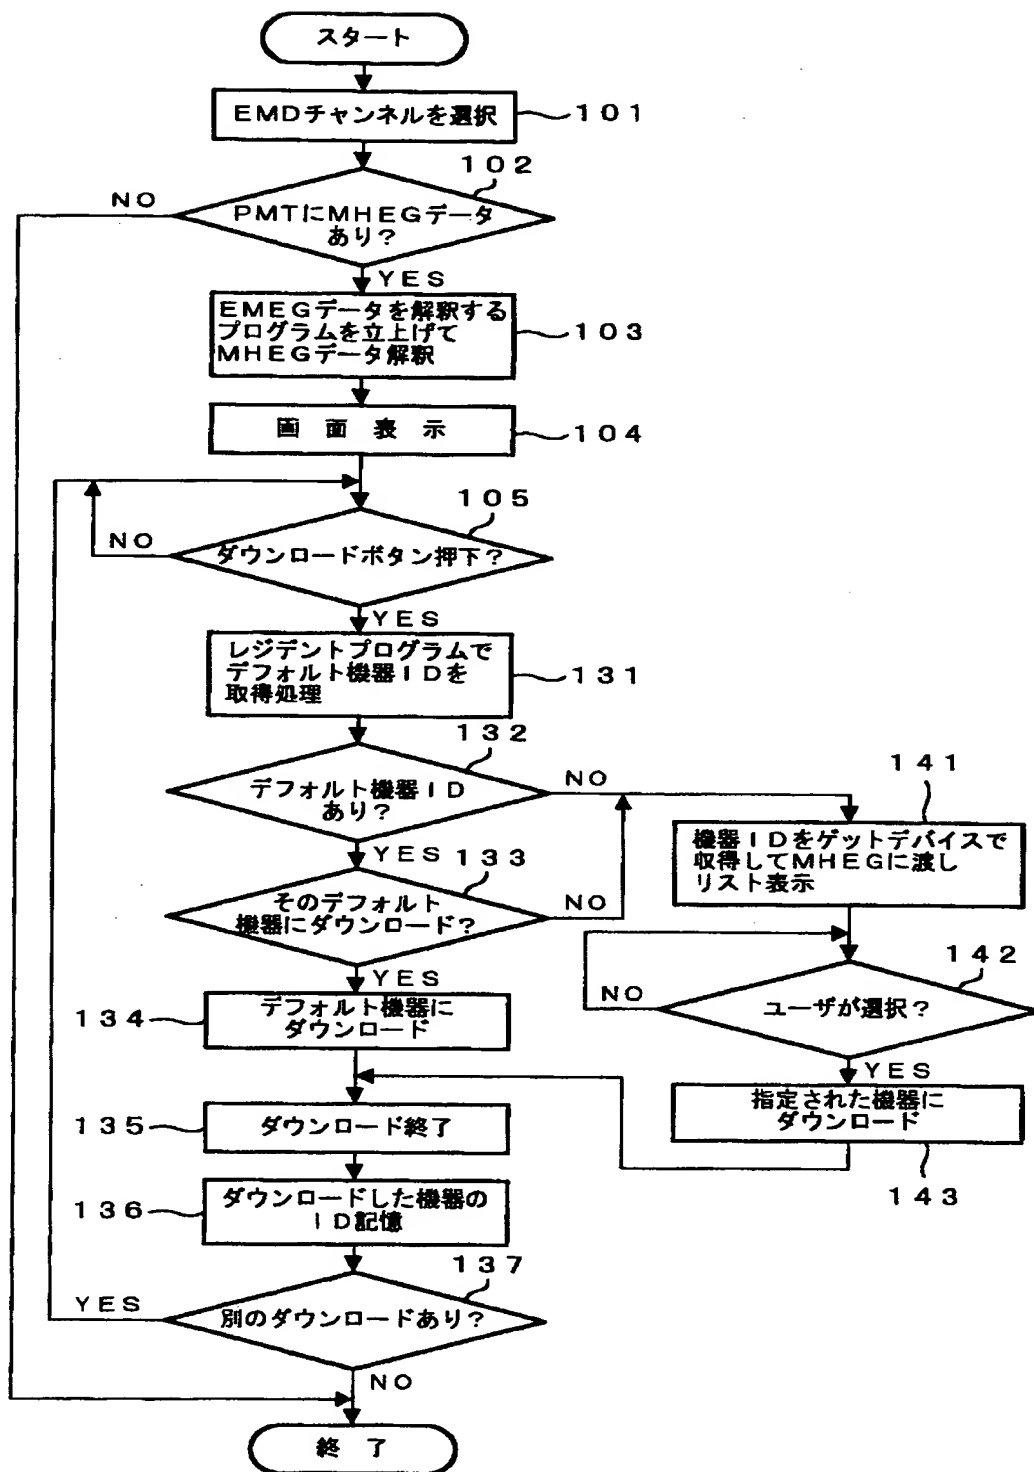 スタート
EMDチャンネルを選択
101
102
NO
PMTにMHEGデータ
あり?
YES
EMEGデータを解釈する
プログラムを立上げて
MHEGデータ解釈
103
画 面 表 示
104
105
NO
ダウンロードボタン押下?
YES
レジデントプログラムで
デフォルト機器IDを
取得処理
131
132
デフォルト機器ID
あり?
NO
YES
133
そのデフォルト
機器にダウンロード?
NO
YES
141
機器IDをゲットデバイスで
取得してMHEGに渡し
リスト表示
142
NO
ユーザが選択?
YES
指定された機器に
ダウンロード
143
134
デフォルト機器に
ダウンロード
135
ダウンロード終了
136
ダウンロードした機器の
ID記憶
137
YES
別のダウンロードあり?
NO
終 了